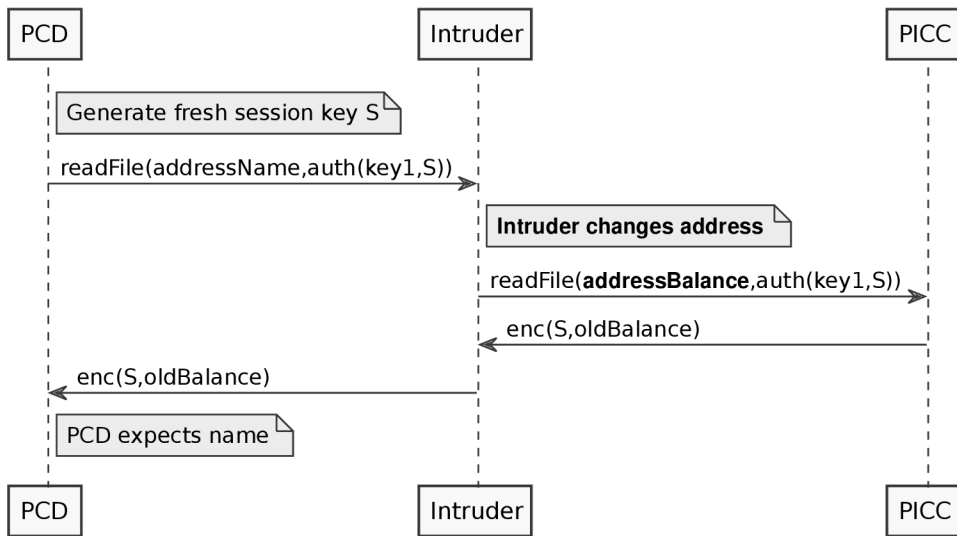 PCD Intruder PICC
Generate fresh session key S
readFile(addressName,auth(key1,S))
Intruder changes address
readFile(addressBalance,auth(key1,S))
enc(S,oldBalance)
enc(S,oldBalance)
PCD expects name
PCD Intruder PICC